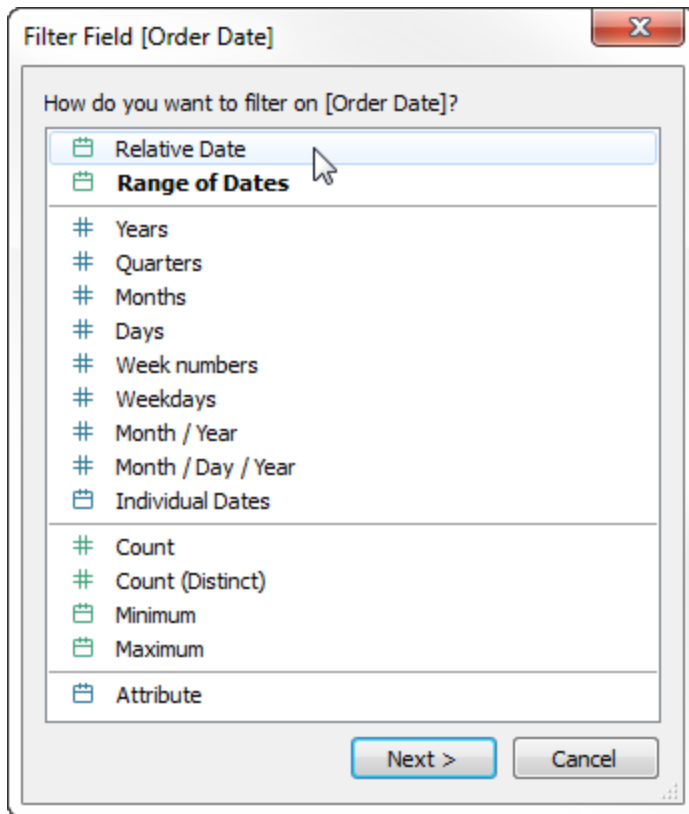 Filter Field [Order Date]
How do you want to filter on [Order Date]?
Relative Date
Range of Dates
Years
Quarters
Months
Days
Week numbers
Weekdays
Month / Year
Month / Day / Year
Individual Dates
Count
Count (Distinct)
Minimum
Maximum
Attribute
Next > Cancel